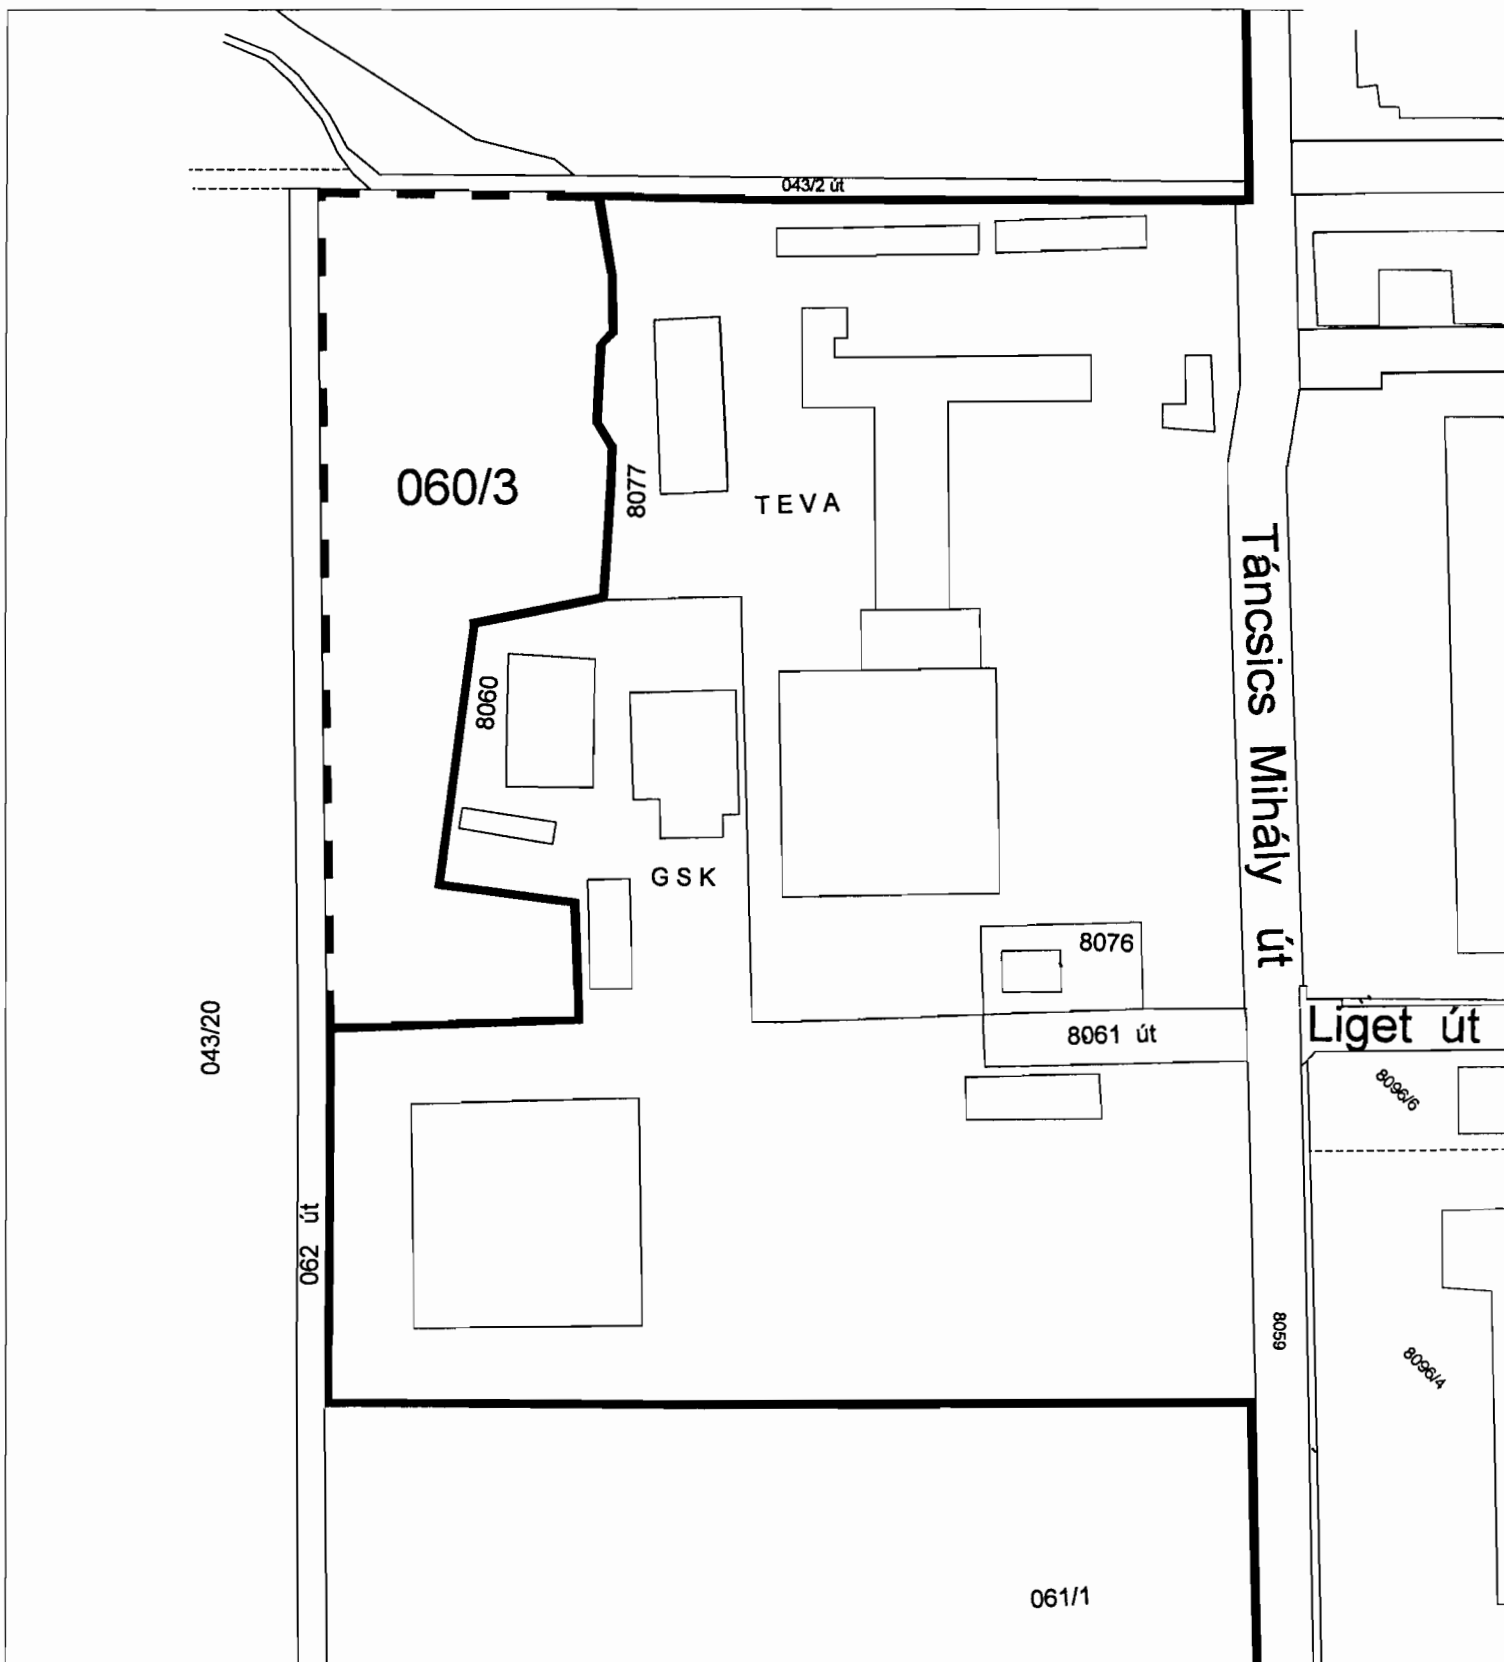 043/2 út
060/3
8077
TEVA
Táncsics Mihály út
8060
GSK
8076
043/20
8061 út
Liget út
8096/6
062 út
8059
8096/4
061/1